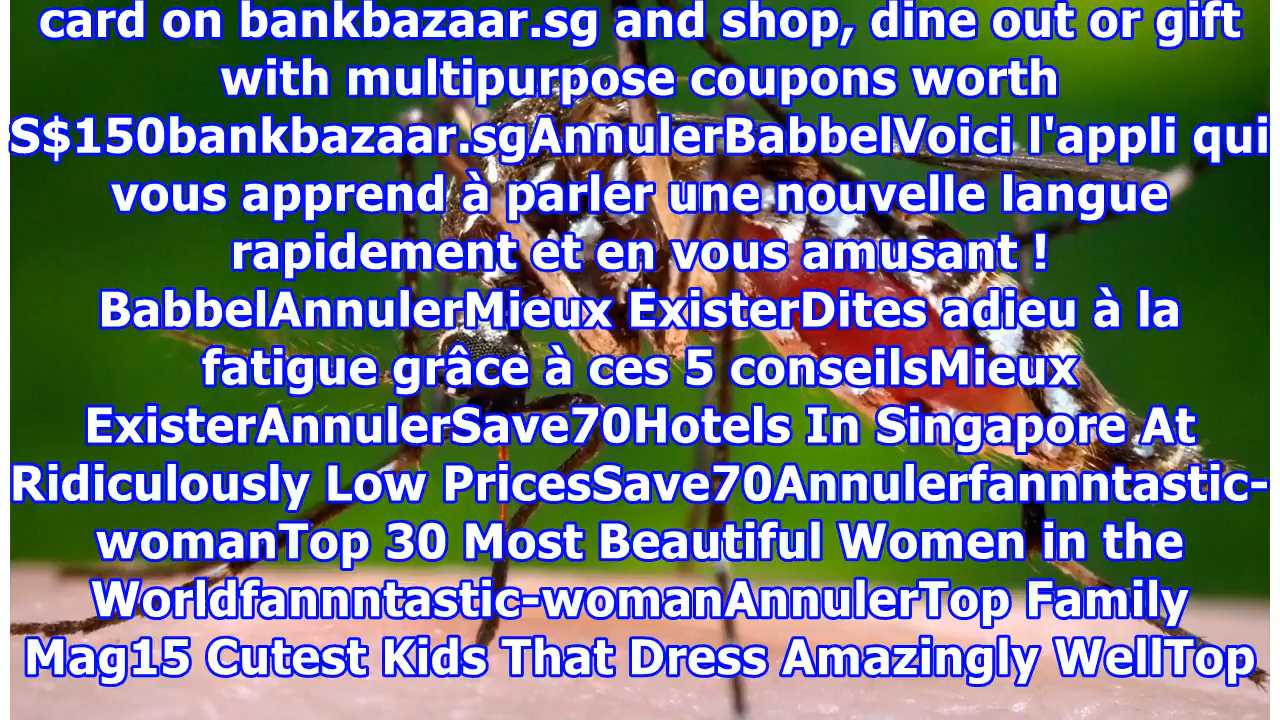 card on bankbazaar.sg and shop, dine out or gift
with multipurpose coupons worth
S$150bankbazaar.sgAnnulerBabbelVoici l'appli qui
vous apprend à parler une nouvelle langue
rapidement et en vous amusant !
BabbelAnnulerMieux ExisterDites adieu à la
fatigue grâce à ces 5 conseilsMieux
ExisterAnnulerSave70Hotels In Singapore At
Ridiculously Low PricesSave70Annulerfannntastic-
womanTop 30 Most Beautiful Women in the
Worldfannntastic-womanAnnulerTop Family
Mag15 Cutest Kids That Dress Amazingly WellTop